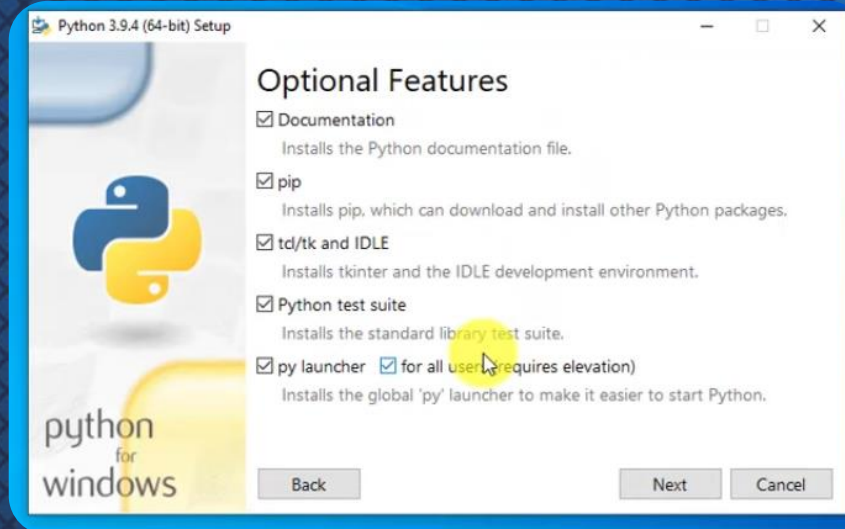 Python 3.9.4 (64-bit) Setup
Optional Features
Documentation
Installs the Python documentation file.
pip
Installs pip, which can download and install other Python packages.
tcl/tk and IDLE
Installs tkinter and the IDLE development environment.
Python test suite
Installs the standard library test suite.
py launcher for all users (requires elevation)
Installs the global 'py' launcher to make it easier to start Python.
python
for
windows
Back Next Cancel